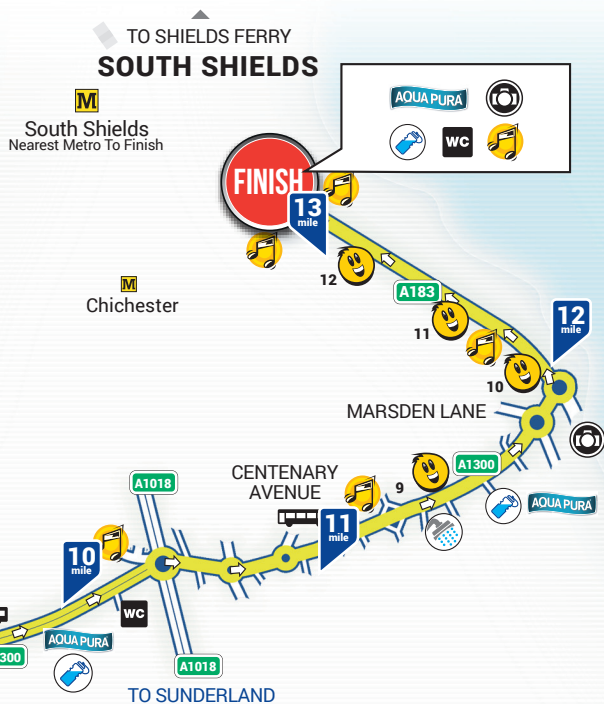 TO SHIELDS FERRY
SOUTH SHIELDS
M
South Shields
Nearest Metro To Finish
AQUA PURA
WC
FINISH
13
mile
12
A183
M
Chichester
11
12
mile
10
MARSDEN LANE
A1300
9
CENTENARY
AVENUE
A1018
AQUA PURA
11
mile
10
mile
WC
AQUA PURA
300
A1018
TO SUNDERLAND